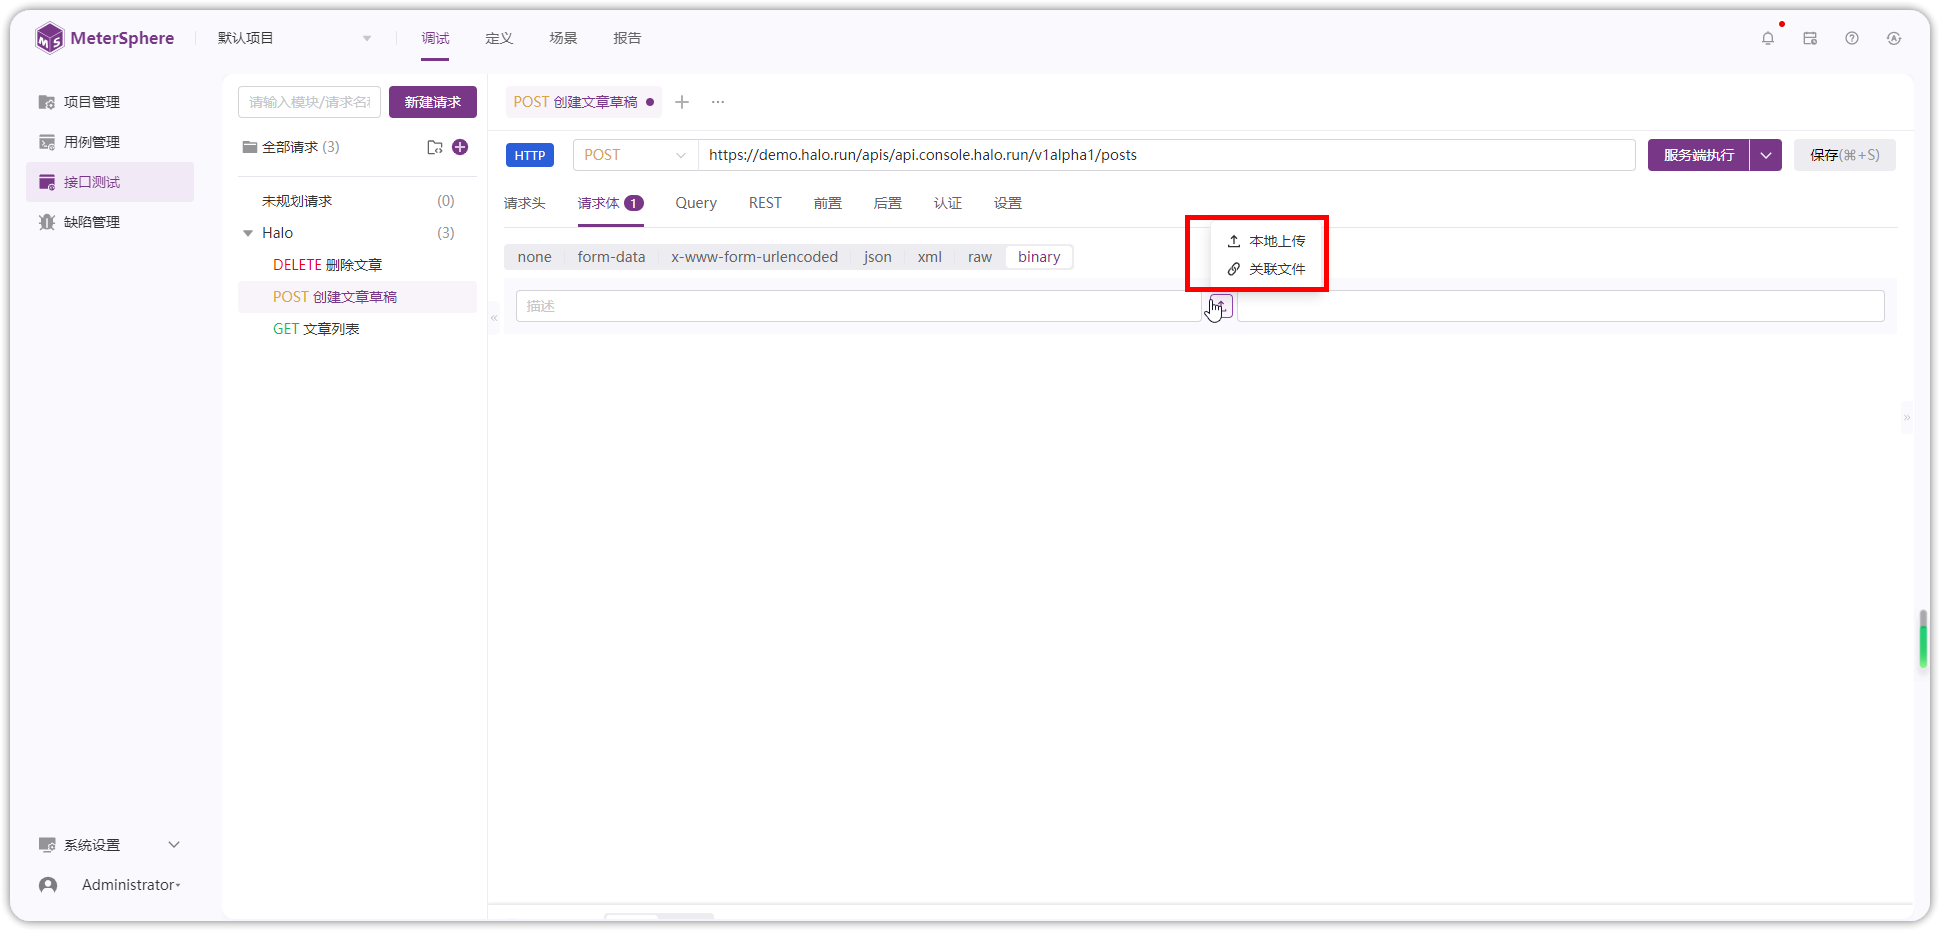 MeterSphere
默认项目
调试
定义
场景
报告
项目管理
用例管理
接口测试
缺陷管理
请输入模块/请求名称
新建请求
全部请求 (3)
未规划请求 (0)
Halo (3)
DELETE 删除文章
POST 创建文章草稿
GET 文章列表
POST 创建文章草稿
HTTP
POST
https://demo.halo.run/apis/api.console.halo.run/v1alpha1/posts
服务端执行
保存(⌘+S)
请求头
请求体 1
Query
REST
前置
后置
认证
设置
none
form-data
x-www-form-urlencoded
json
xml
raw
binary
本地上传
关联文件
描述
系统设置
Administrator